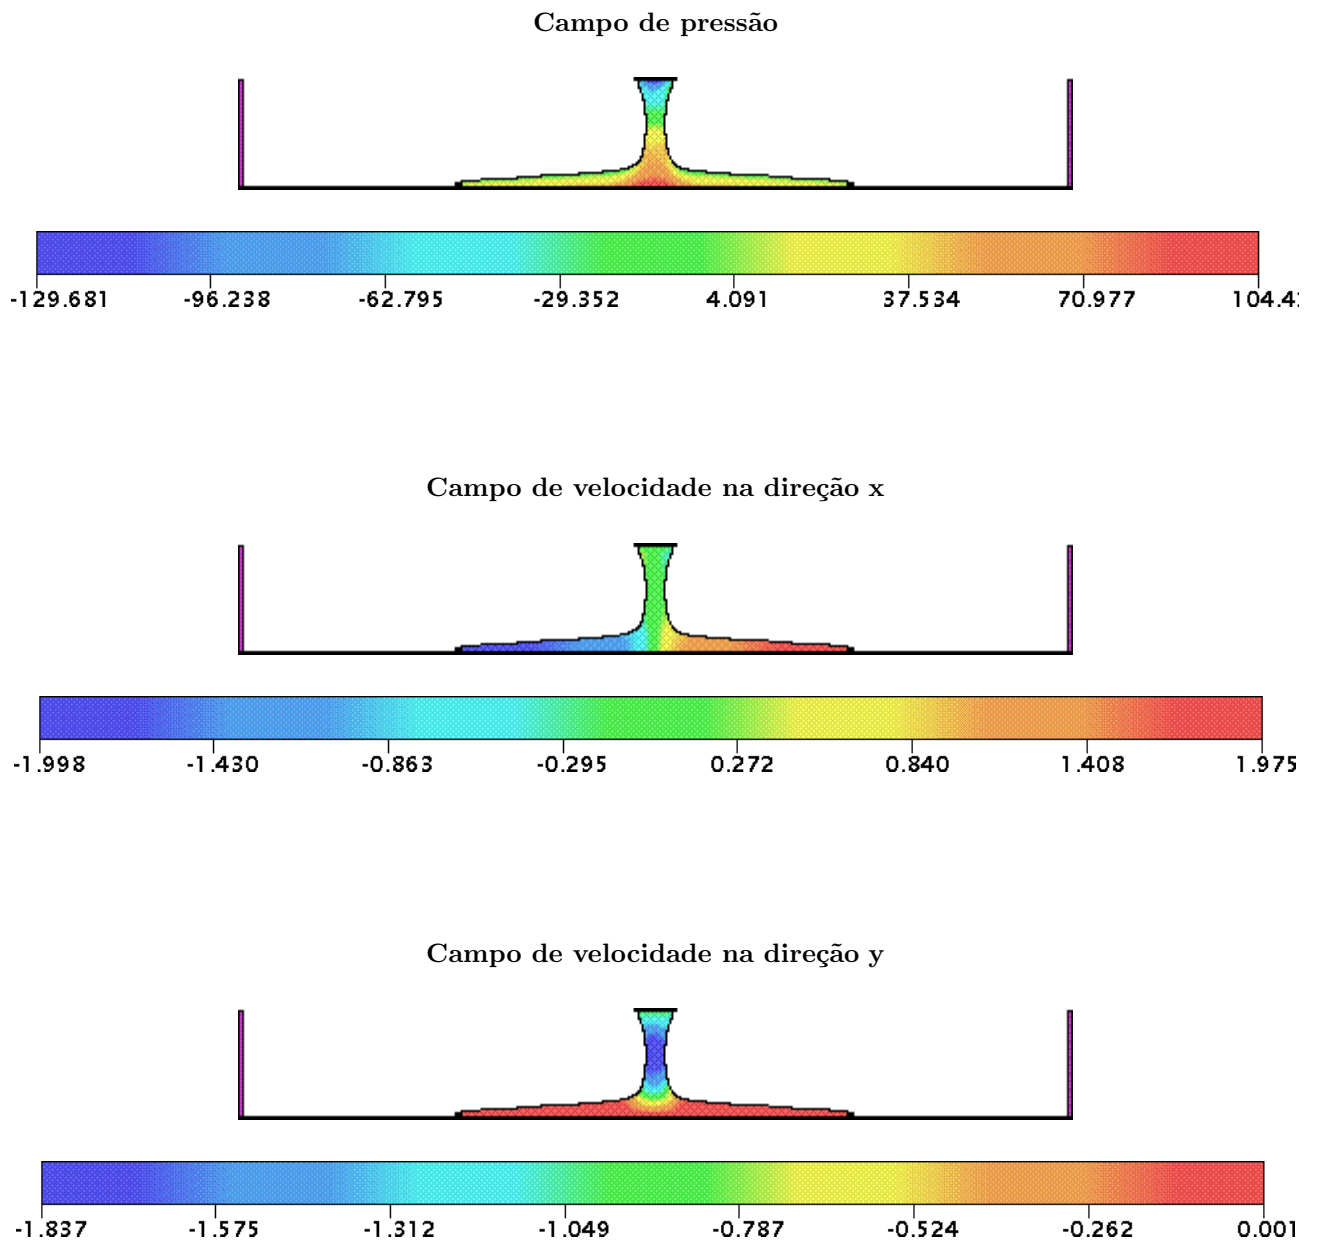 Campo de pressão
-129.681 -96.238 -62.795 -29.352 4.091 37.534 70.977 104.4
Campo de velocidade na direção x
-1.998 -1.430 -0.863 -0.295 0.272 0.840 1.408 1.975
Campo de velocidade na direção y
-1.837 -1.575 -1.312 -1.049 -0.787 -0.524 -0.262 0.001